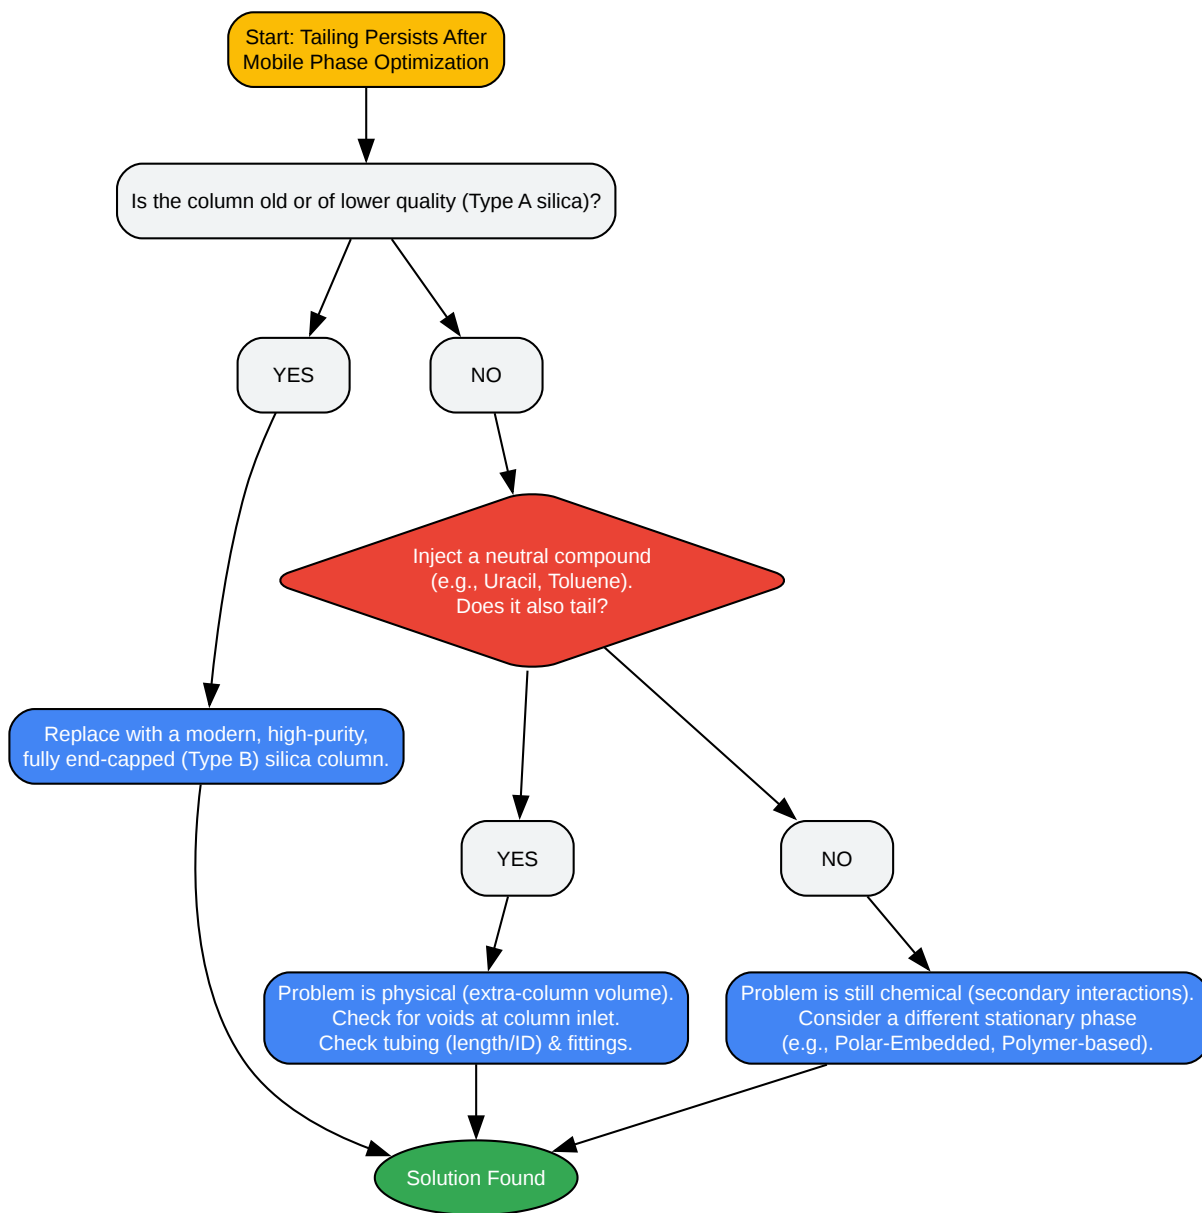 Start: Tailing Persists After
Mobile Phase Optimization
Is the column old or of lower quality (Type A silica)?
YES
NO
Inject a neutral compound
(e.g., Uracil, Toluene).
Does it also tail?
Replace with a modern, high-purity,
fully end-capped (Type B) silica column.
YES
NO
Problem is physical (extra-column volume).
Check for voids at column inlet.
Check tubing (length/ID) & fittings.
Problem is still chemical (secondary interactions).
Consider a different stationary phase
(e.g., Polar-Embedded, Polymer-based).
Solution Found